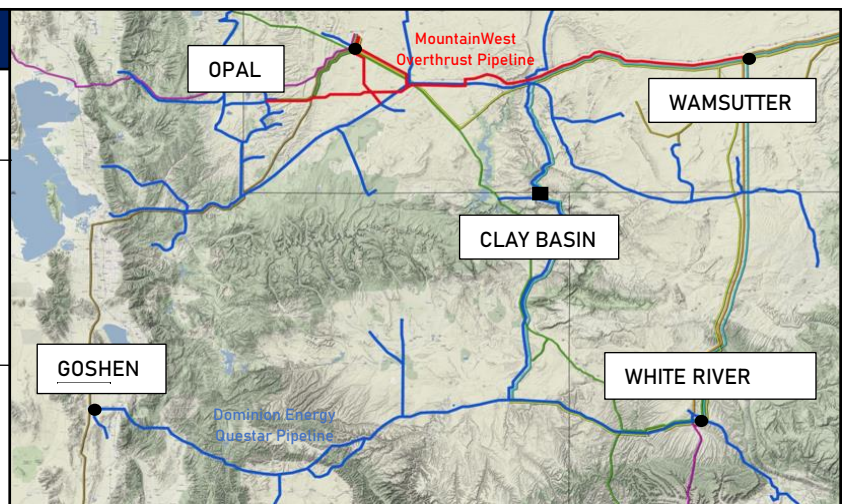 MountainWest
Overthrust Pipeline
OPAL
WAMSUTTER
CLAY BASIN
GOSHEN
WHITE RIVER
Dominion Energy
Questar Pipeline